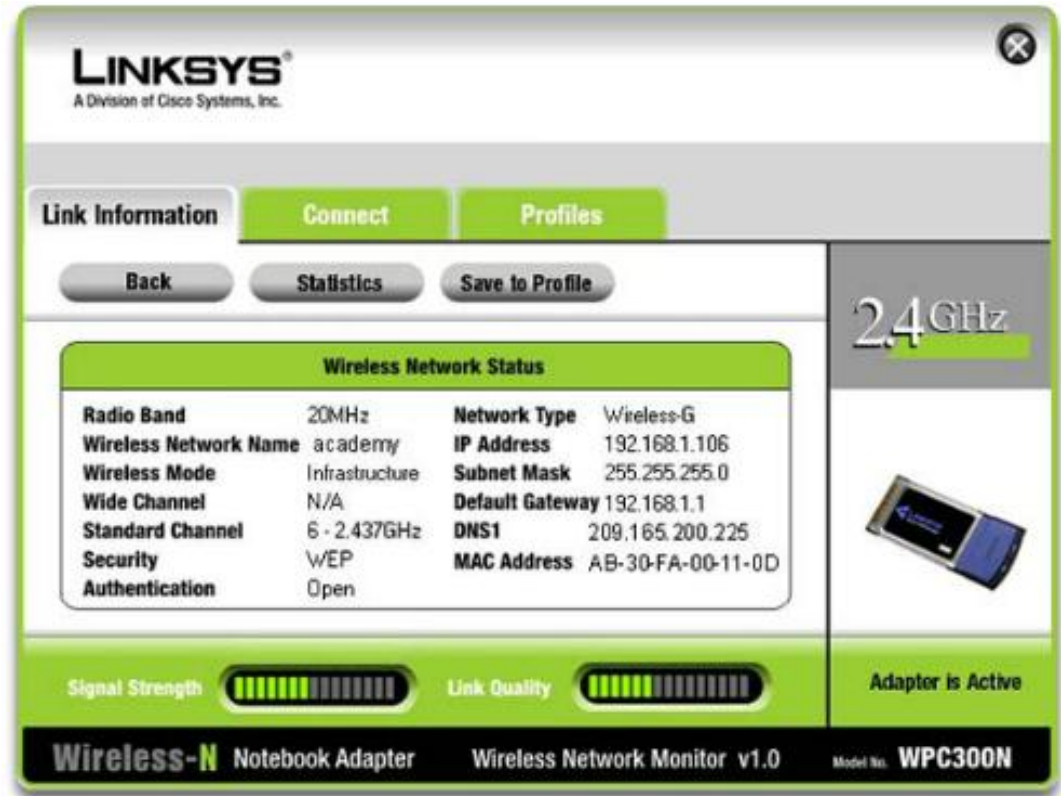 LINKSYS®
A Division of Cisco Systems, Inc.
Link Information Connect Profiles
Back Statistics Save to Profile
2.4GHz
Wireless Network Status
Radio Band 20MHz Network Type Wireless-G
Wireless Network Name academy IP Address 192.168.1.106
Wireless Mode Infrastructure Subnet Mask 255.255.255.0
Wide Channel N/A Default Gateway 192.168.1.1
Standard Channel 6 - 2.437GHz DNS1 209.165.200.225
Security WEP MAC Address AB-30-FA-00-11-0D
Authentication Open
Signal Strength Link Quality Adapter is Active
Wireless-N Notebook Adapter Wireless Network Monitor v1.0 Model No. WPC300N